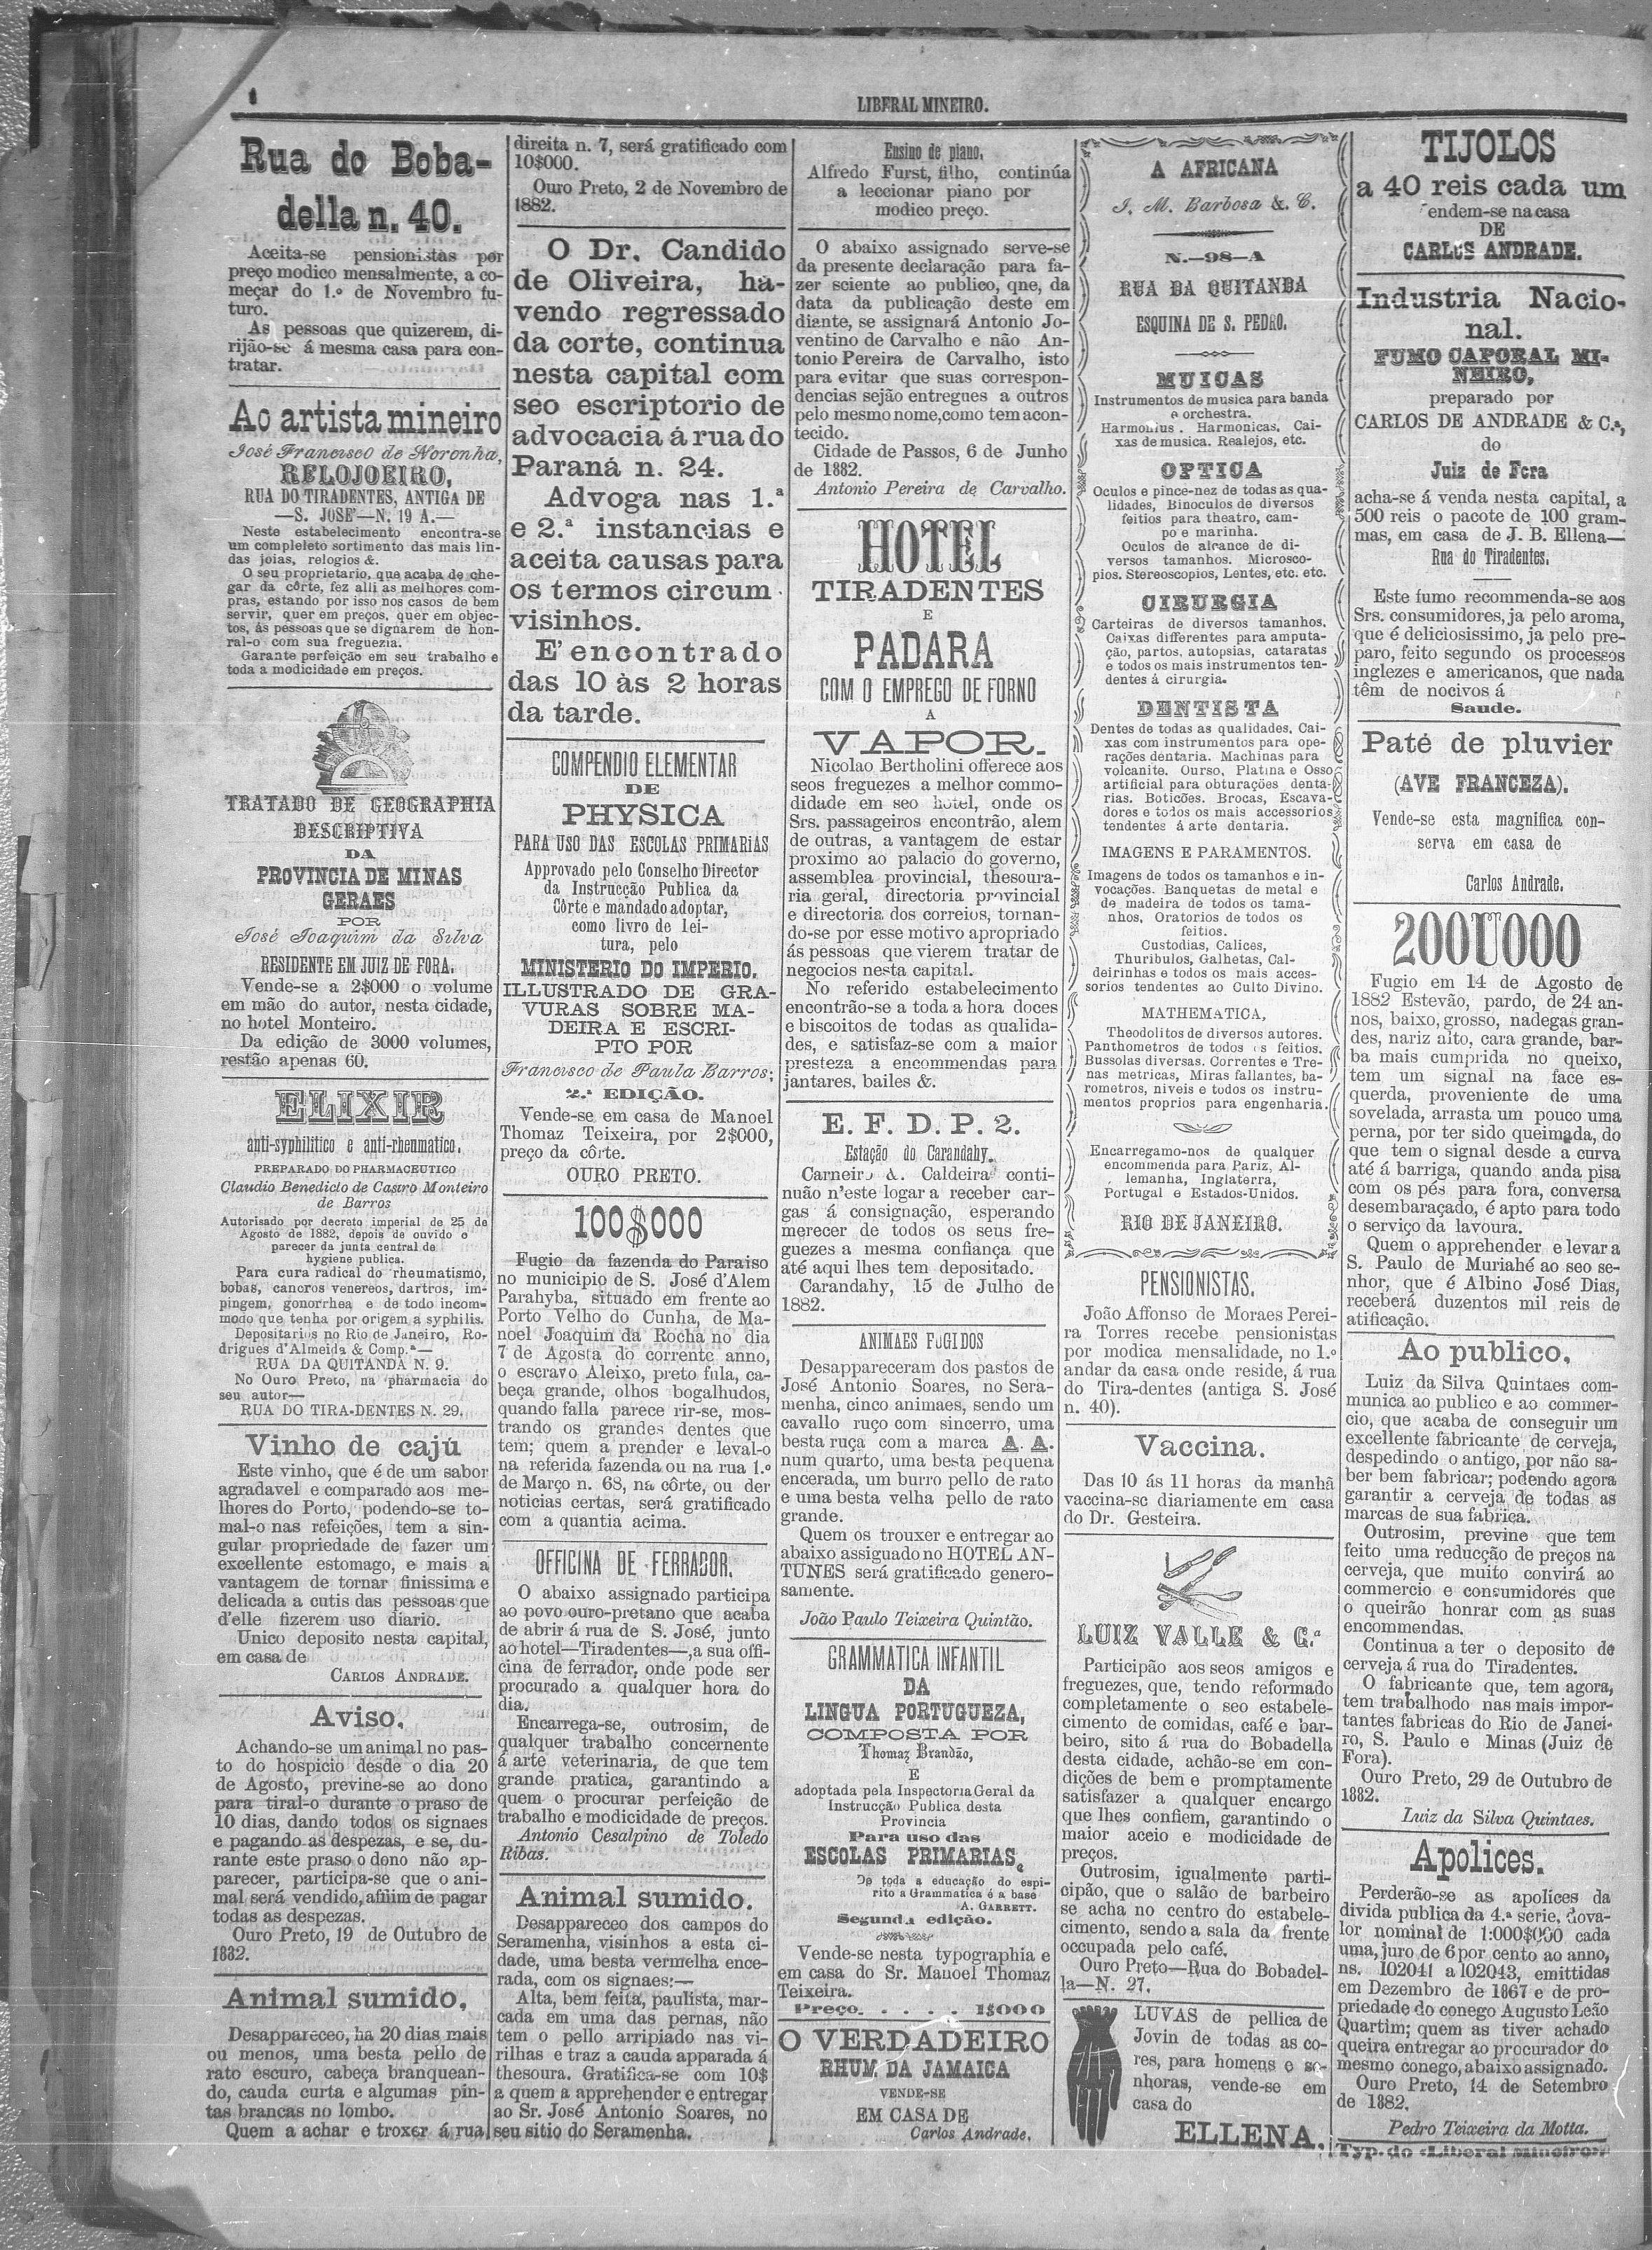 LIBERAL MINEIRO.
Rua do Boba-
della n. 40.
Aceita-se pensionistas por
preço modico mensalmente, a co-
meçar do 1.º de Novembro fu-
turo.
As pessoas que quizerem, di-
rijão-se á mesma casa para con-
tratar.
Ao artista mineiro
José Francisco de Noronha,
RELOJOEIRO,
RUA DO TIRADENTES, ANTIGA DE
—S. JOSE'—N. 19 A.—
Neste estabelecimento encontra-se
um compleleto sortimento das mais lin-
das joias, relogios &.
O seu proprietario, que acaba de che-
gar da côrte, fez alli as melhores com-
pras, estando por isso nos casos de bem
servir, quer em preços, quer em objec-
tos, ás pessoas que se dignarem de hon-
ral-o com sua freguezia.
Garante perfeição em seu trabalho e
toda a modicidade em preços.
TRATADO DE GEOGRAPHIA
DESCRIPTIVA
DA
PROVINCIA DE MINAS
GERAES
POR
José Joaquim da Silva
RESIDENTE EM JUIZ DE FORA.
Vende-se a 2$000 o volume
em mão do autor, nesta cidade,
no hotel Monteiro.
Da edição de 3000 volumes,
restão apenas 60.
ELIXIR
anti-syphilitico e anti-rheumatico.
PREPARADO DO PHARMACEUTICO
Claudio Benedicto de Castro Monteiro
de Barros
Autorisado por decreto imperial de 25 de
Agosto de 1882, depois de ouvido o
parecer da junta central de
hygiene publica.
Para cura radical do rheumatismo,
bobas, cancros venereos, dartros, im-
pingem, gonorrhea e de todo incom-
modo que tenha por origem a syphilis.
Depositarios no Rio de Janeiro, Ro-
drigues d'Almeida & Comp.ª—
RUA DA QUITANDA N. 9.
No Ouro Preto, na pharmacia do
seu autor—
RUA DO TIRA-DENTES N. 29.
Vinho de cajú
Este vinho, que é de um sabor
agradavel e comparado aos me-
lhores do Porto, podendo-se to-
mal-o nas refeições, tem a sin-
gular propriedade de fazer um
excellente estomago, e mais a
vantagem de tornar finissima e
delicada a cutis das pessoas que
d'elle fizerem uso diario.
Unico deposito nesta capital,
em casa de
CARLOS ANDRADE.
Aviso.
Achando-se um animal no pas-
to do hospicio desde o dia 20
de Agosto, previne-se ao dono
para tiral-o durante o praso de
10 dias, dando todos os signaes
e pagando as despezas, e se, du-
rante este praso o dono não ap-
parecer, participa-se que o ani-
mal será vendido, afiiim de pagar
todas as despezas.
Ouro Preto, 19 de Outubro de
1882.
Animal sumido.
Desappareceo, ha 20 dias mais
ou menos, uma besta pello de
rato escuro, cabeça branquean-
do, cauda curta e algumas pin-
tas brancas no lombo.
Quem a achar e troxer á rua
direita n. 7, será gratificado com
10$000.
Ouro Preto, 2 de Novembro de
1882.
O Dr. Candido
de Oliveira, ha-
vendo regressado
da corte, continua
nesta capital com
seo escriptorio de
advocacia á rua do
Paraná n. 24.
Advoga nas 1.ª
e 2.ª instancias e
aceita causas para
os termos circum
visinhos.
E' encontrado
das 10 às 2 horas
da tarde.
COMPENDIO ELEMENTAR
DE
PHYSICA
PARA USO DAS ESCOLAS PRIMARIAS
Approvado pelo Conselho Director
da Instrucção Publica da
Côrte e mandado adoptar,
como livro de lei-
tura, pelo
MINISTERIO DO IMPERIO.
ILLUSTRADO DE GRA-
VURAS SOBRE MA-
DEIRA E ESCRI-
PTO POR
Francisco de Paula Barros;
2.ª EDIÇÃO.
Vende-se em casa de Manoel
Thomaz Teixeira, por 2$000,
preço da côrte.
OURO PRETO.
100$000
Fugio da fazenda do Paraiso
no municipio de S. José d'Alem
Parahyba, situado em frente ao
Porto Velho do Cunha, de Ma-
noel Joaquim da Rocha no dia
7 de Agosto do corrente anno,
o escravo Aleixo, preto fula, ca-
beça grande, olhos bogalhudos,
quando falla parece rir-se, mos-
trando os grandes dentes que
tem; quem a prender e leval-o
na referida fazenda ou na rua 1.º
de Março n. 68, na côrte, ou der
noticias certas, será gratificado
com a quantia acima.
OFFICINA DE FERRADOR.
O abaixo assignado participa
ao povo ouro-pretano que acaba
de abrir á rua de S. José, junto
ao hotel—Tiradentes—,a sua offi-
cina de ferrador, onde pode ser
procurado a qualquer hora do
dia.
Encarrega-se, outrosim, de
qualquer trabalho concernente
á arte veterinaria, de que tem
grande pratica, garantindo a
quem o procurar perfeição de
trabalho e modicidade de preços.
Antonio Cesalpino de Toledo
Ribas.
Animal sumido.
Desappareceo dos campos do
Seramenha, visinhos a esta ci-
dade, uma besta vermelha ence-
rada, com os signaes:—
Alta, bem feita, paulista, mar-
cada em uma das pernas, não
tem o pello arripiado nas vi-
rilhas e traz a cauda apparada á
thesoura. Gratifica-se com 10$
a quem a apprehender e entregar
ao Sr. José Antonio Soares, no
seu sitio do Seramenha.
Ensino de piano.
Alfredo Furst, filho, continúa
a leccionar piano por
modico preço.
O abaixo assignado serve-se
da presente declaração para fa-
zer sciente ao publico, qne, da
data da publicação deste em
diante, se assignará Antonio Jo-
ventino de Carvalho e não An-
tonio Pereira de Carvalho, isto
para evitar que suas correspon-
dencias sejão entregues a outros
pelo mesmo nome,como tem acon-
tecido.
Cidade de Passos, 6 de Junho
de 1882.
Antonio Pereira de Carvalho.
HOTEL
TIRADENTES
E
PADARA
COM O EMPREGO DE FORNO
A
VAPOR.
Nicolao Bertholini offerece aos
seos freguezes a melhor commo-
didade em seo hotel, onde os
Srs. passageiros encontrão, alem
de outras, a vantagem de estar
proximo ao palacio do governo,
assemblea provincial, thesoura-
ria geral, directoria provincial
e directoria dos correios, tornan-
do-se por esse motivo apropriado
ás pessoas que vierem tratar de
negocios nesta capital.
No referido estabelecimento
encontrão-se a toda a hora doces
e biscoitos de todas as qualida-
des, e satisfaz-se com a maior
presteza a encommendas para
jantares, bailes &.
E. F. D. P. 2.
Estação do Carandahy.
Carneiro & Caldeira conti-
nuão n'este logar a receber car-
gas á consignação, esperando
merecer de todos os seus fre-
guezes a mesma confiança que
até aqui lhes tem depositado.
Carandahy, 15 de Julho de
1882.
ANIMAES FUGIDOS
Desappareceram dos pastos de
José Antonio Soares, no Sera-
menha, cinco animaes, sendo um
cavallo ruço com sincerro, uma
besta ruça com a marca A. A.
num quarto, uma besta pequena
encerada, um burro pello de rato
e uma besta velha pello de rato
grande.
Quem os trouxer e entregar ao
abaixo assiguado no HOTEL AN-
TUNES será gratificado genero-
samente.
João Paulo Teixeira Quintão.
GRAMMATICA INFANTIL
DA
LINGUA PORTUGUEZA,
COMPOSTA POR
Thomaz Brandão,
E
adoptada pela Inspectoria Geral da
Instrucção Publica desta
Provincia
Para uso das
ESCOLAS PRIMARIAS,
De toda a educação do espi-
rito a Grammatica é a base
A. GARRETT.
Segunda edição.
Vende-se nesta typographia e
em casa do Sr. Manoel Thomaz
Teixeira.
Preço. . . . . 1$000
O VERDADEIRO
RHUM DA JAMAICA
VENDE-SE
EM CASA DE
Carlos Andrade.
A AFRICANA
J. M. Barbosa & C.
N.—98—A
RUA DA QUITANDA
ESQUINA DE S. PEDRO.
MUICAS
Instrumentos de musica para banda
e orchestra.
Harmonius. Harmonicas, Cai-
xas de musica. Realejos, etc.
OPTICA
Oculos e pince-nez de todas as qua-
lidades, Binoculos de diversos
feitios para theatro, cam-
po e marinha.
Oculos de alcance de di-
versos tamanhos. Microsco-
pios. Stereoscopios, Lentes, etc. etc.
CIRURGIA
Carteiras de diversos tamanhos.
Caixas differentes para amputa-
ção, partos, autopsias, cataratas
e todos os mais instrumentos ten-
dentes á cirurgia.
DENTISTA
Dentes de todas as qualidades. Cai-
xas com instrumentos para ope-
rações dentaria. Machinas para
volcanite. Ourso, Platina e Osso
artificial para obturações denta-
rias. Boticões. Brocas, Escava-
dores e todos os mais accessorios
tendentes á arte dentaria.
IMAGENS E PARAMENTOS.
Imagens de todos os tamanhos e in-
vocações. Banquetas de metal e
de madeira de todos os tama-
nhos, Oratorios de todos os
feitios.
Custodias, Calices,
Thuribulos, Galhetas, Cal-
deirinhas e todos os mais acces-
sorios tendentes ao Culto Divino.
MATHEMATICA,
Theodolitos de diversos autores.
Panthometros de todos os feitios.
Bussolas diversas. Correntes e Tre-
nas metricas, Miras fallantes, ba-
rometros, niveis e todos os instru-
mentos proprios para engenharia.
Encarregamo-nos de qualquer
encommenda para Pariz, Al-
lemanha, Inglaterra,
Portugal e Estados-Unidos.
RIO DE JANEIRO.
PENSIONISTAS.
João Affonso de Moraes Perei-
ra Torres recebe pensionistas
por modica mensalidade, no 1.º
andar da casa onde reside, á rua
do Tira-dentes (antiga S. José
n. 40).
Vaccina.
Das 10 ás 11 horas da manhã
vaccina-se diariamente em casa
do Dr. Gesteira.
LUIZ VALLE & C.ª
Participão aos seos amigos e
freguezes, que, tendo reformado
completamente o seo estabele-
cimento de comidas, café e bar-
beiro, sito á rua do Bobadella
desta cidade, achão-se em con-
dições de bem e promptamente
satisfazer a qualquer encargo
que lhes confiem, garantindo o
maior aceio e modicidade de
preços.
Outrosim, igualmente parti-
cipão, que o salão de barbeiro
se acha no centro do estabele-
cimento, sendo a sala da frente
occupada pelo café.
Ouro Preto—Rua do Bobadel-
la—N. 27.
LUVAS de pellica de
Jovin de todas as co-
res, para homens e se-
nhoras, vende-se em
casa do
ELLENA.
TIJOLOS
a 40 reis cada um
endem-se na casa
DE
CARLOS ANDRADE.
Industria Nacio-
nal.
FUMO CAPORAL MI-
NEIRO,
preparado por
CARLOS DE ANDRADE & C.ª,
do
Juiz de Fora
acha-se á venda nesta capital, a
500 reis o pacote de 100 gram-
mas, em casa de J. B. Ellena—
Rua do Tiradentes.
Este fumo recommenda-se aos
Srs. consumidores, ja pelo aroma,
que é deliciosissimo, ja pelo pre-
paro, feito segundo os processos
inglezes e americanos, que nada
têm de nocivos á
Saude.
Paté de pluvier
(AVE FRANCEZA).
Vende-se esta magnifica con-
serva em casa de
Carlos Andrade.
200U000
Fugio em 14 de Agosto de
1882 Estevão, pardo, de 24 an-
nos, baixo, grosso, nadegas gran-
des, nariz alto, cara grande, bar-
ba mais cumprida no queixo,
tem um signal na face es-
querda, proveniente de uma
sovelada, arrasta um pouco uma
perna, por ter sido queimada, do
que tem o signal desde a curva
até á barriga, quando anda pisa
com os pés para fora, conversa
desembaraçado, é apto para todo
o serviço da lavoura.
Quem o apprehender e levar a
S. Paulo de Muriahé ao seo se-
nhor, que é Albino José Dias,
receberá duzentos mil reis de
atificação.
Ao publico.
Luiz da Silva Quintaes com-
munica ao publico e ao commer-
cio, que acaba de conseguir um
excellente fabricante de cerveja,
despedindo o antigo, por não sa-
ber bem fabricar; podendo agora
garantir a cerveja de todas as
marcas de sua fabrica.
Outrosim, previne que tem
feito uma reducção de preços na
cerveja, que muito convirá ao
commercio e consumidores que
o queirão honrar com as suas
encommendas.
Continua a ter o deposito de
cerveja á rua do Tiradentes.
O fabricante que, tem agora,
tem trabalhodo nas mais impor-
tantes fabricas do Rio de Janei-
ro, S. Paulo e Minas (Juiz de
Fora).
Ouro Preto, 29 de Outubro de
1882.
Luiz da Silva Quintaes.
Apolices.
Perderão-se as apolices da
divida publica da 4.ª serie, dova-
lor nominal de 1:000$000 cada
uma, juro de 6 por cento ao anno,
ns. 102041 a 102043, emittidas
em Dezembro de 1867 e de pro-
priedade do conego Augusto Leão
Quartim; quem as tiver achado
queira entregar ao procurador do
mesmo conego, abaixo assignado.
Ouro Preto, 14 de Setembro
de 1882.
Pedro Teixeira da Motta.
Typ. do «Liberal Mineiro»